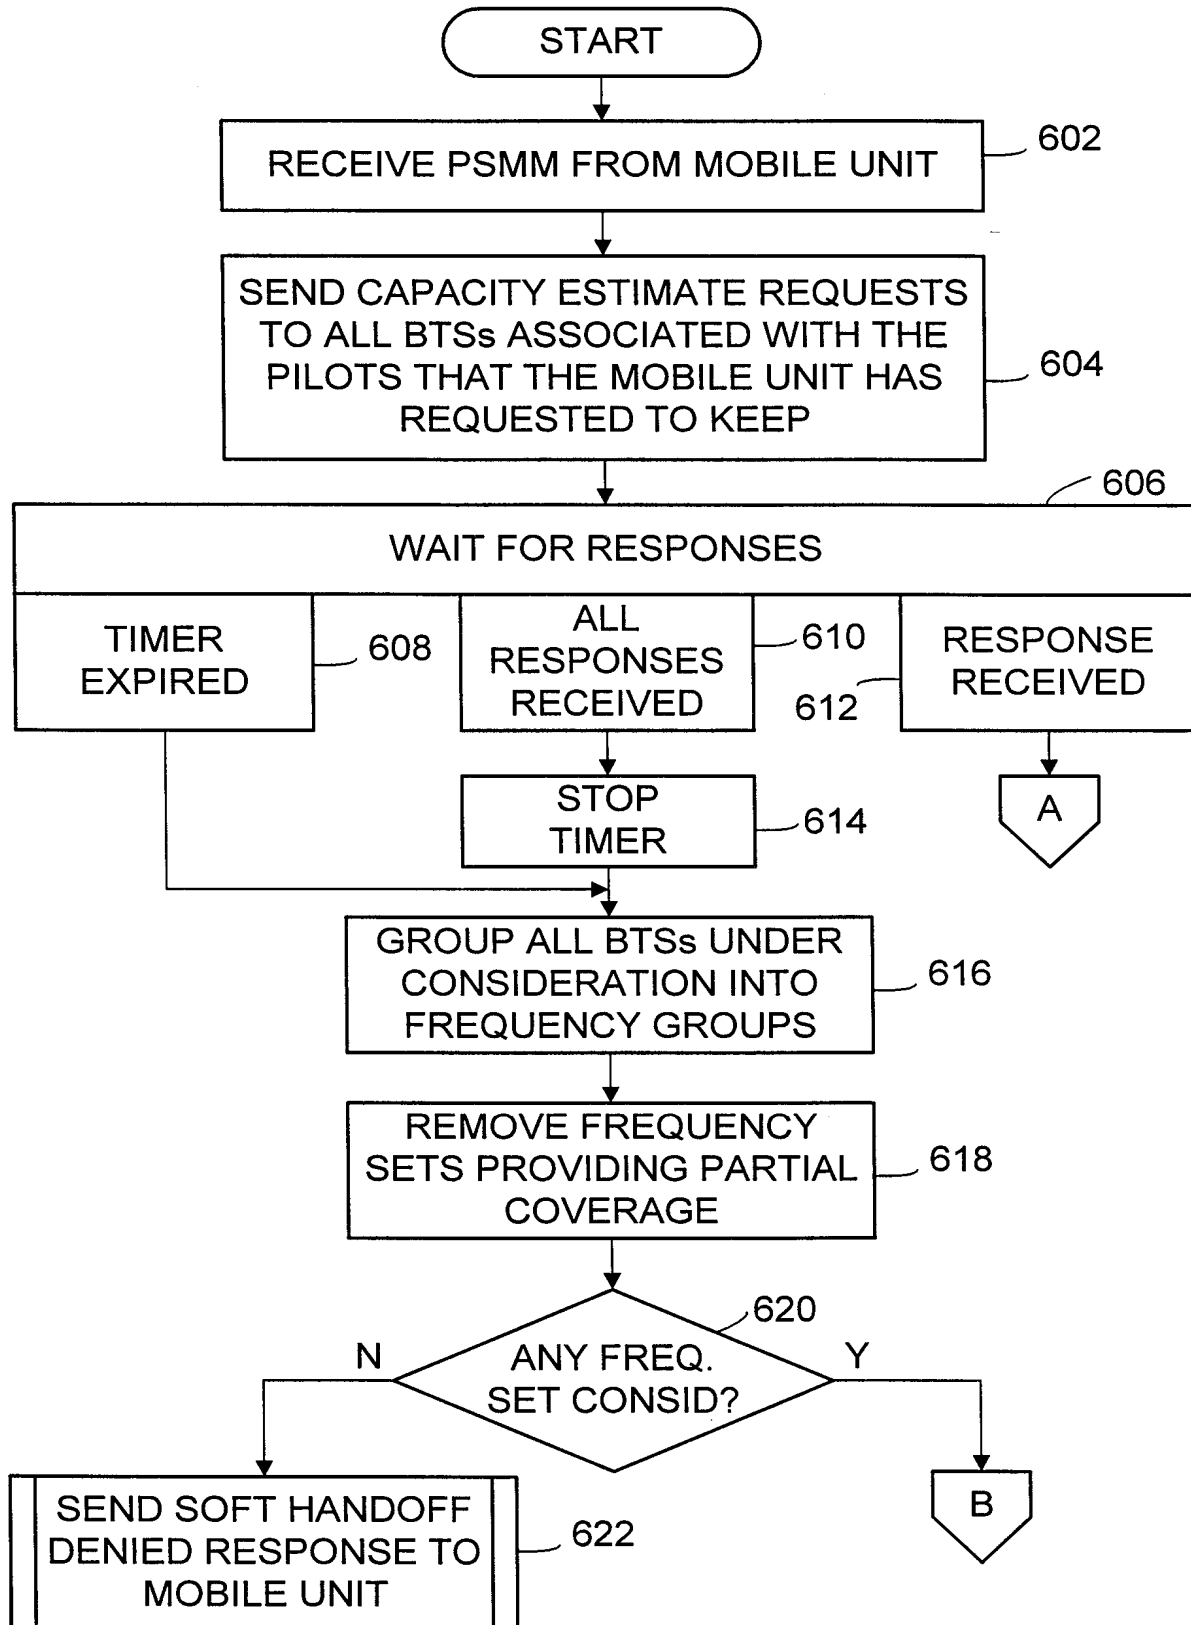 START
RECEIVE PSMM FROM MOBILE UNIT
602
SEND CAPACITY ESTIMATE REQUESTS
TO ALL BTSs ASSOCIATED WITH THE
PILOTS THAT THE MOBILE UNIT HAS
REQUESTED TO KEEP
604
606
WAIT FOR RESPONSES
TIMER
EXPIRED
608
ALL
RESPONSES
RECEIVED
610
612
RESPONSE
RECEIVED
STOP
TIMER
614
A
GROUP ALL BTSs UNDER
CONSIDERATION INTO
FREQUENCY GROUPS
616
REMOVE FREQUENCY
SETS PROVIDING PARTIAL
COVERAGE
618
620
N
ANY FREQ.
SET CONSID?
Y
SEND SOFT HANDOFF
DENIED RESPONSE TO
MOBILE UNIT
622
B